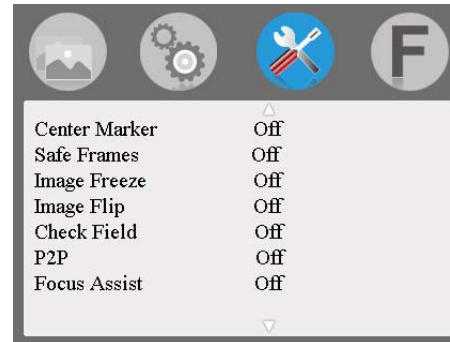 F
Center Marker Off
Safe Frames Off
Image Freeze Off
Image Flip Off
Check Field Off
P2P Off
Focus Assist Off